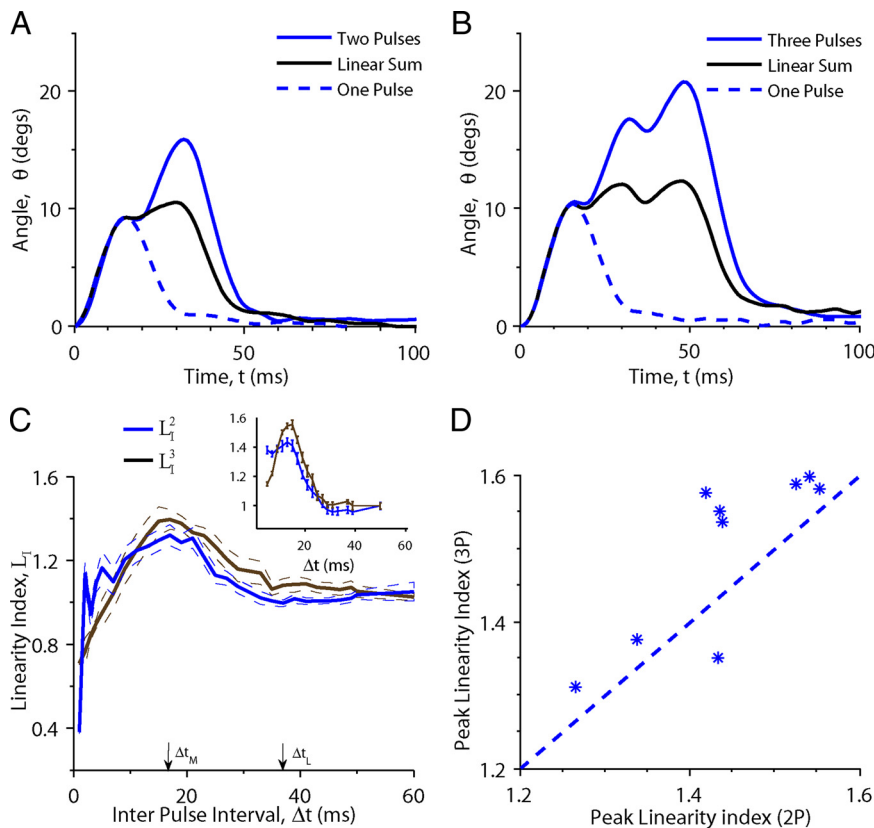 A
Two Pulses
Linear Sum
One Pulse
Angle, θ (degs)
20
10
0
0
50
100
Time, t (ms)
B
Three Pulses
Linear Sum
One Pulse
Angle, θ (degs)
20
10
0
0
50
100
Time, t (ms)
C
L_I^2
L_I^3
Linearity Index, L_I
1.6
1.2
0.8
0.4
0
20
40
60
Inter Pulse Interval, Δt (ms)
Δt_M
Δt_L
1.6
1.4
1.2
1
0
20
40
60
Δt (ms)
D
Peak Linearity Index (3P)
1.6
1.4
1.2
1.2
1.4
1.6
Peak Linearity index (2P)